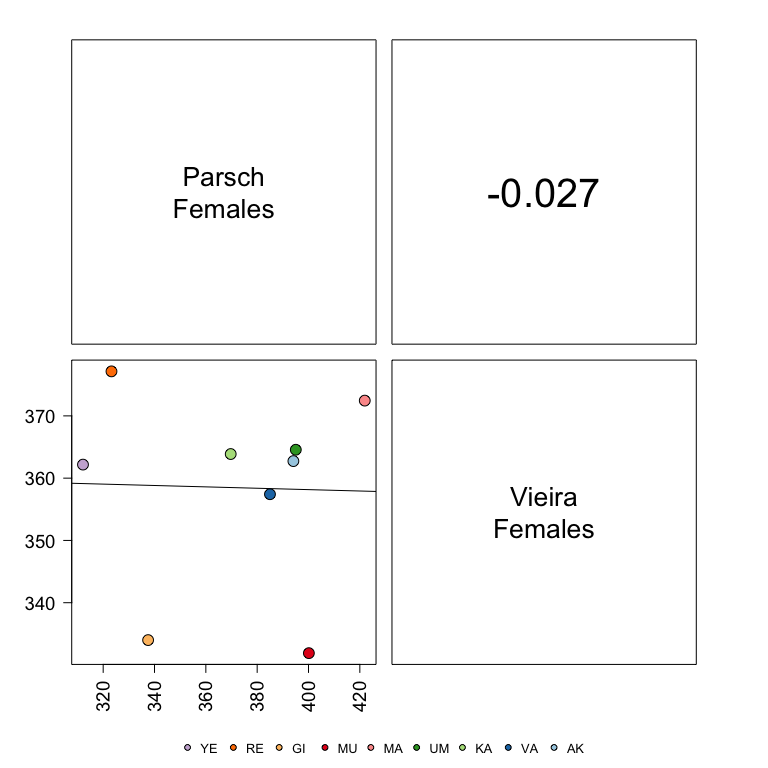 Parsch
Females
-0.027
370
360
350
340
Vieira
Females
320 340 360 380 400 420
YE RE GI MU MA UM KA VA AK